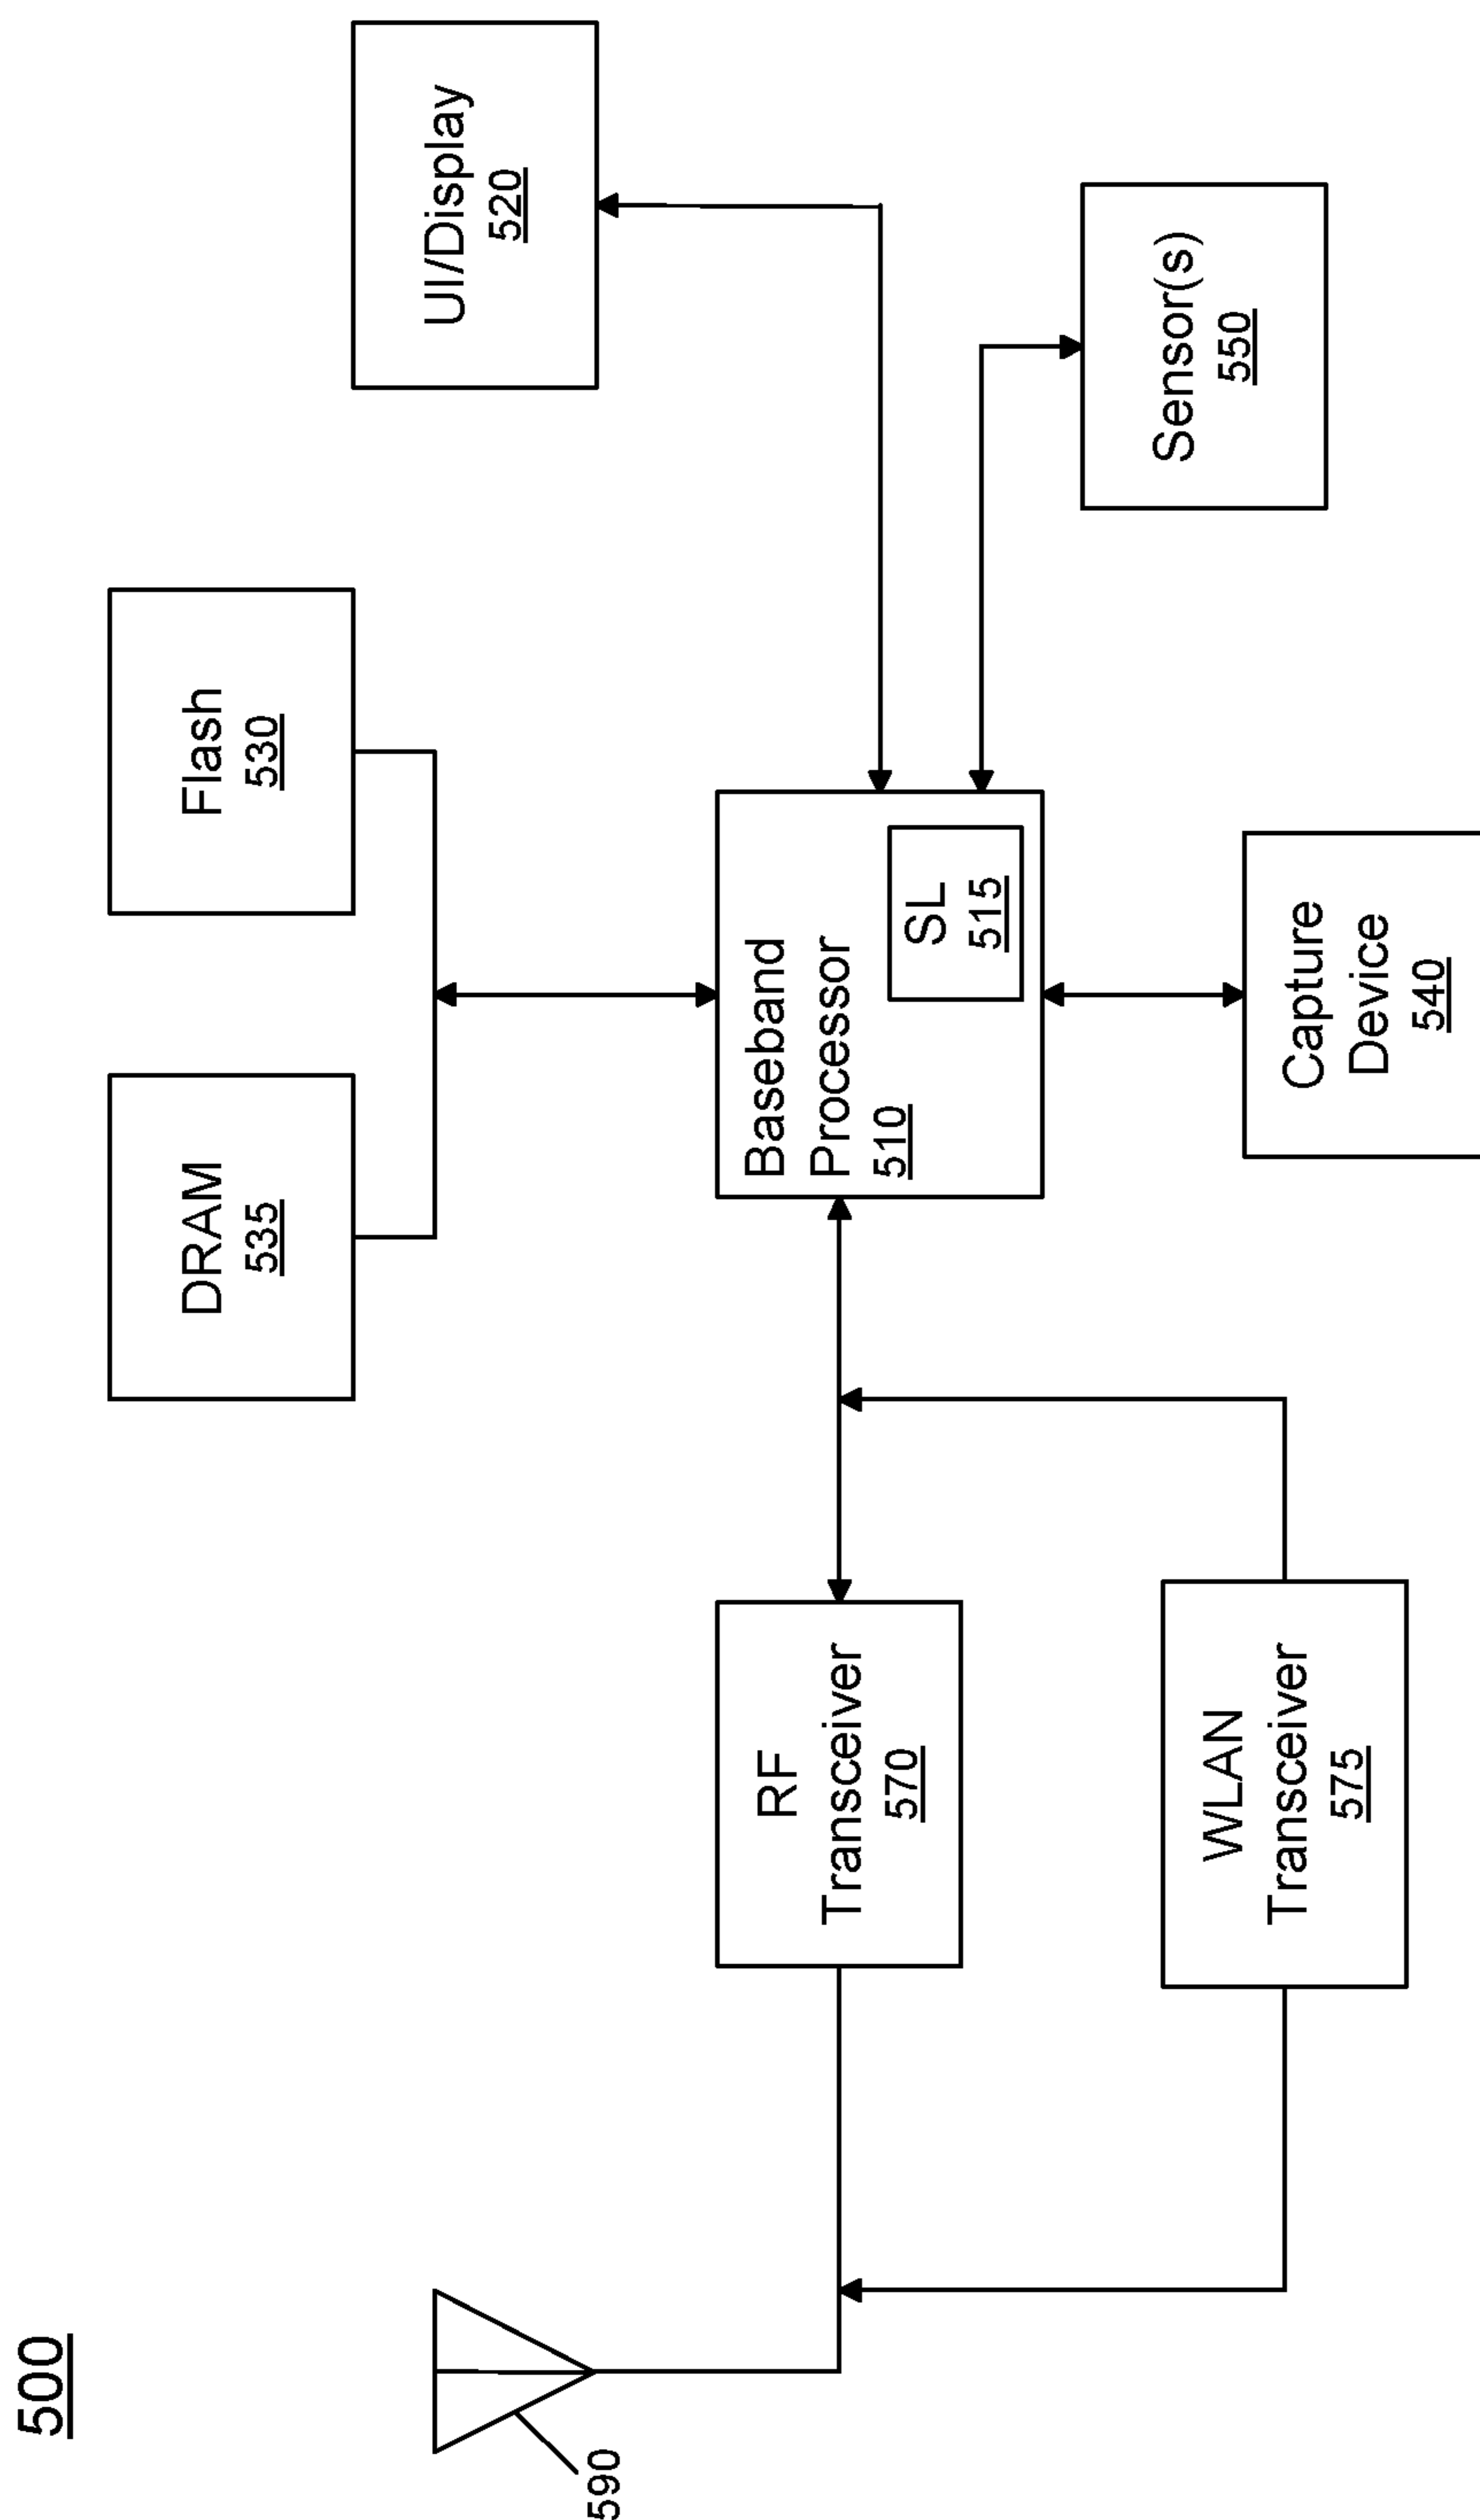 500
590
DRAM
535
Flash
530
UI/Display
520
RF
Transceiver
570
Baseband
Processor
510
SL
515
WLAN
Transceiver
575
Capture
Device
540
Sensor(s)
550